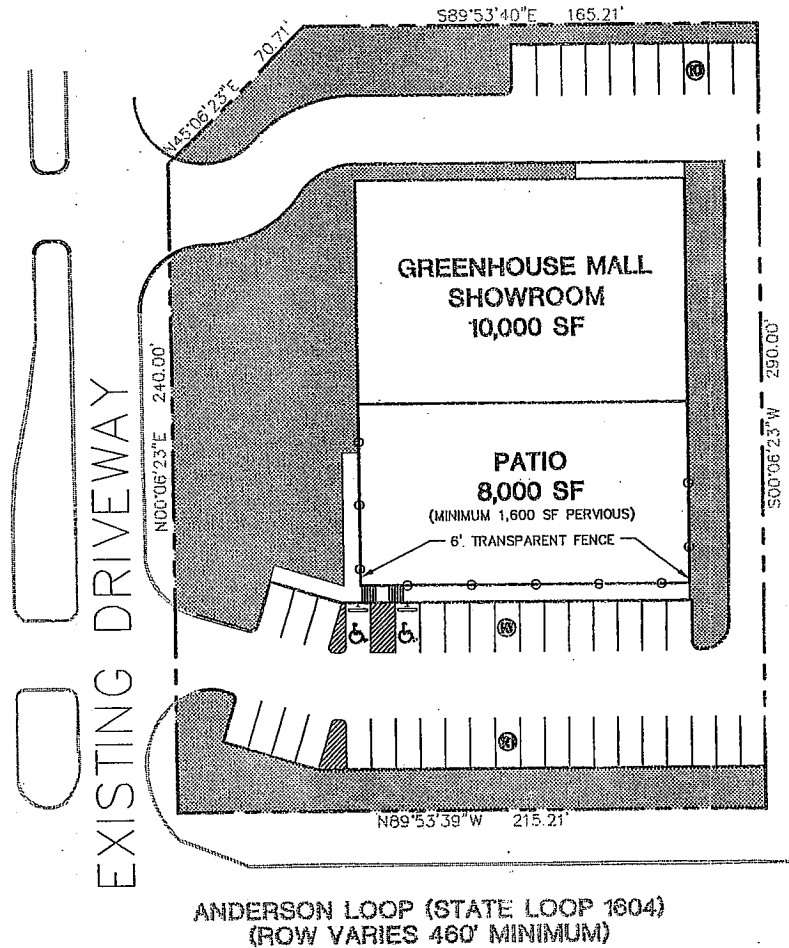 S89°53'40"E 165.21'
N45°06'23"E 70.71'
GREENHOUSE MALL
SHOWROOM
10,000 SF
N00°06'23"E 240.00'
S00°06'23"W 290.00'
EXISTING DRIVEWAY
PATIO
8,000 SF
(MINIMUM 1,600 SF PERVIOUS)
6'. TRANSPARENT FENCE
N89°53'39"W 215.21'
ANDERSON LOOP (STATE LOOP 1604)
(ROW VARIES 460' MINIMUM)